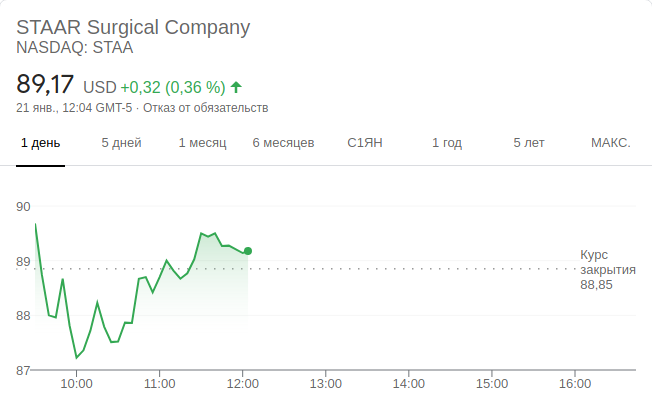 STAAR Surgical Company
NASDAQ: STAA
89,17 USD +0,32 (0,36 %)
21 янв., 12:04 GMT-5 · Отказ от обязательств
1 день 5 дней 1 месяц 6 месяцев С1ЯН 1 год 5 лет МАКС.
90
89
88
87
Курс
закрытия
88,85
10:00 11:00 12:00 13:00 14:00 15:00 16:00